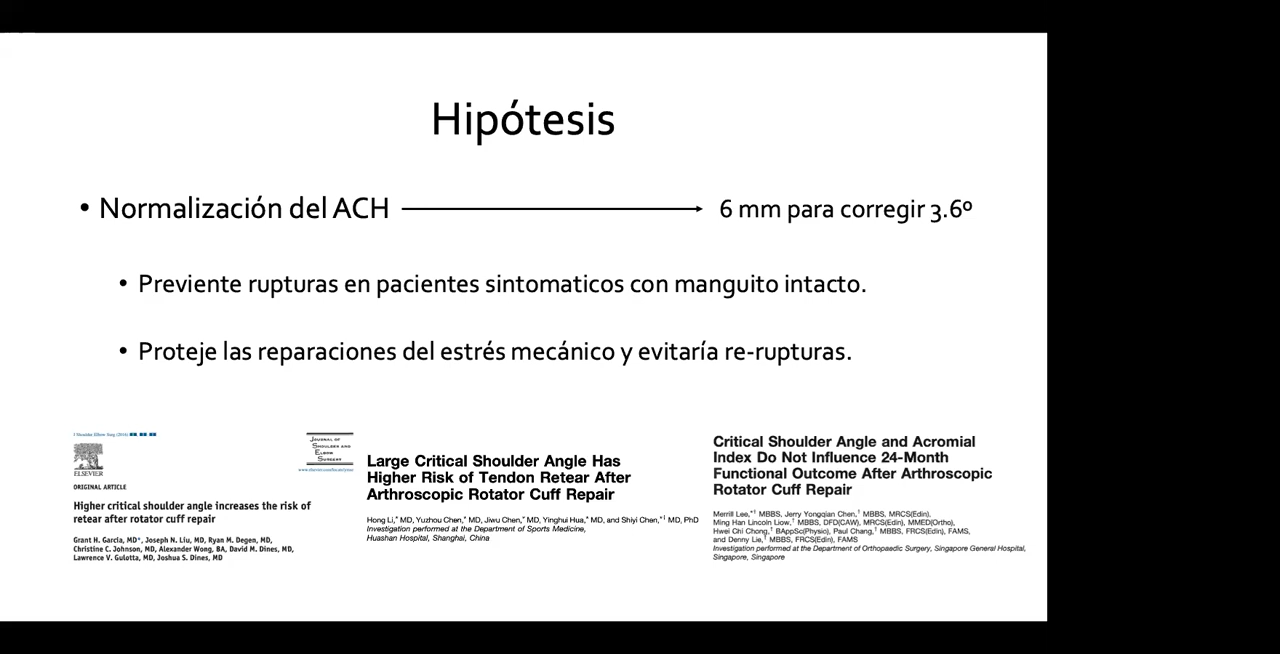 Hipótesis
• Normalización del ACH
6 mm para corregir 3.6º
• Previente rupturas en pacientes sintomaticos con manguito intacto.
• Proteje las reparaciones del estrés mecánico y evitaría re-rupturas.
J Shoulder Elbow Surg (2016)
ELSEVIER
JOURNAL OF
SHOULDER AND
ELBOW
SURGERY
ORIGINAL ARTICLE
Higher critical shoulder angle increases the risk of
retear after rotator cuff repair
Grant H. Garcia, MD*, Joseph N. Liu, MD, Ryan M. Degen, MD,
Christine C. Johnson, MD, Alexander Wong, BA, David M. Dines, MD,
Lawrence V. Gulotta, MD, Joshua S. Dines, MD
Large Critical Shoulder Angle Has
Higher Risk of Tendon Retear After
Arthroscopic Rotator Cuff Repair
Hong Li,* MD, Yuzhou Chen,* MD, Jiwu Chen,* MD, Yinghui Hua,* MD, and Shiyi Chen,*† MD, PhD
Investigation performed at the Department of Sports Medicine,
Huashan Hospital, Shanghai, China
Critical Shoulder Angle and Acromial
Index Do Not Influence 24-Month
Functional Outcome After Arthroscopic
Rotator Cuff Repair
Merrill Lee,*† MBBS, Jerry Yongqian Chen,† MBBS, MRCS(Edin),
Ming Han Lincoln Liow,† MBBS, DFD(CAW), MRCS(Edin), MMED(Ortho),
Hwei Chi Chong,† BAppSc(Physio), Paul Chang,† MBBS, FRCS(Edin), FAMS,
and Denny Lie,† MBBS, FRCS(Edin), FAMS
Investigation performed at the Department of Orthopaedic Surgery, Singapore General Hospital,
Singapore, Singapore